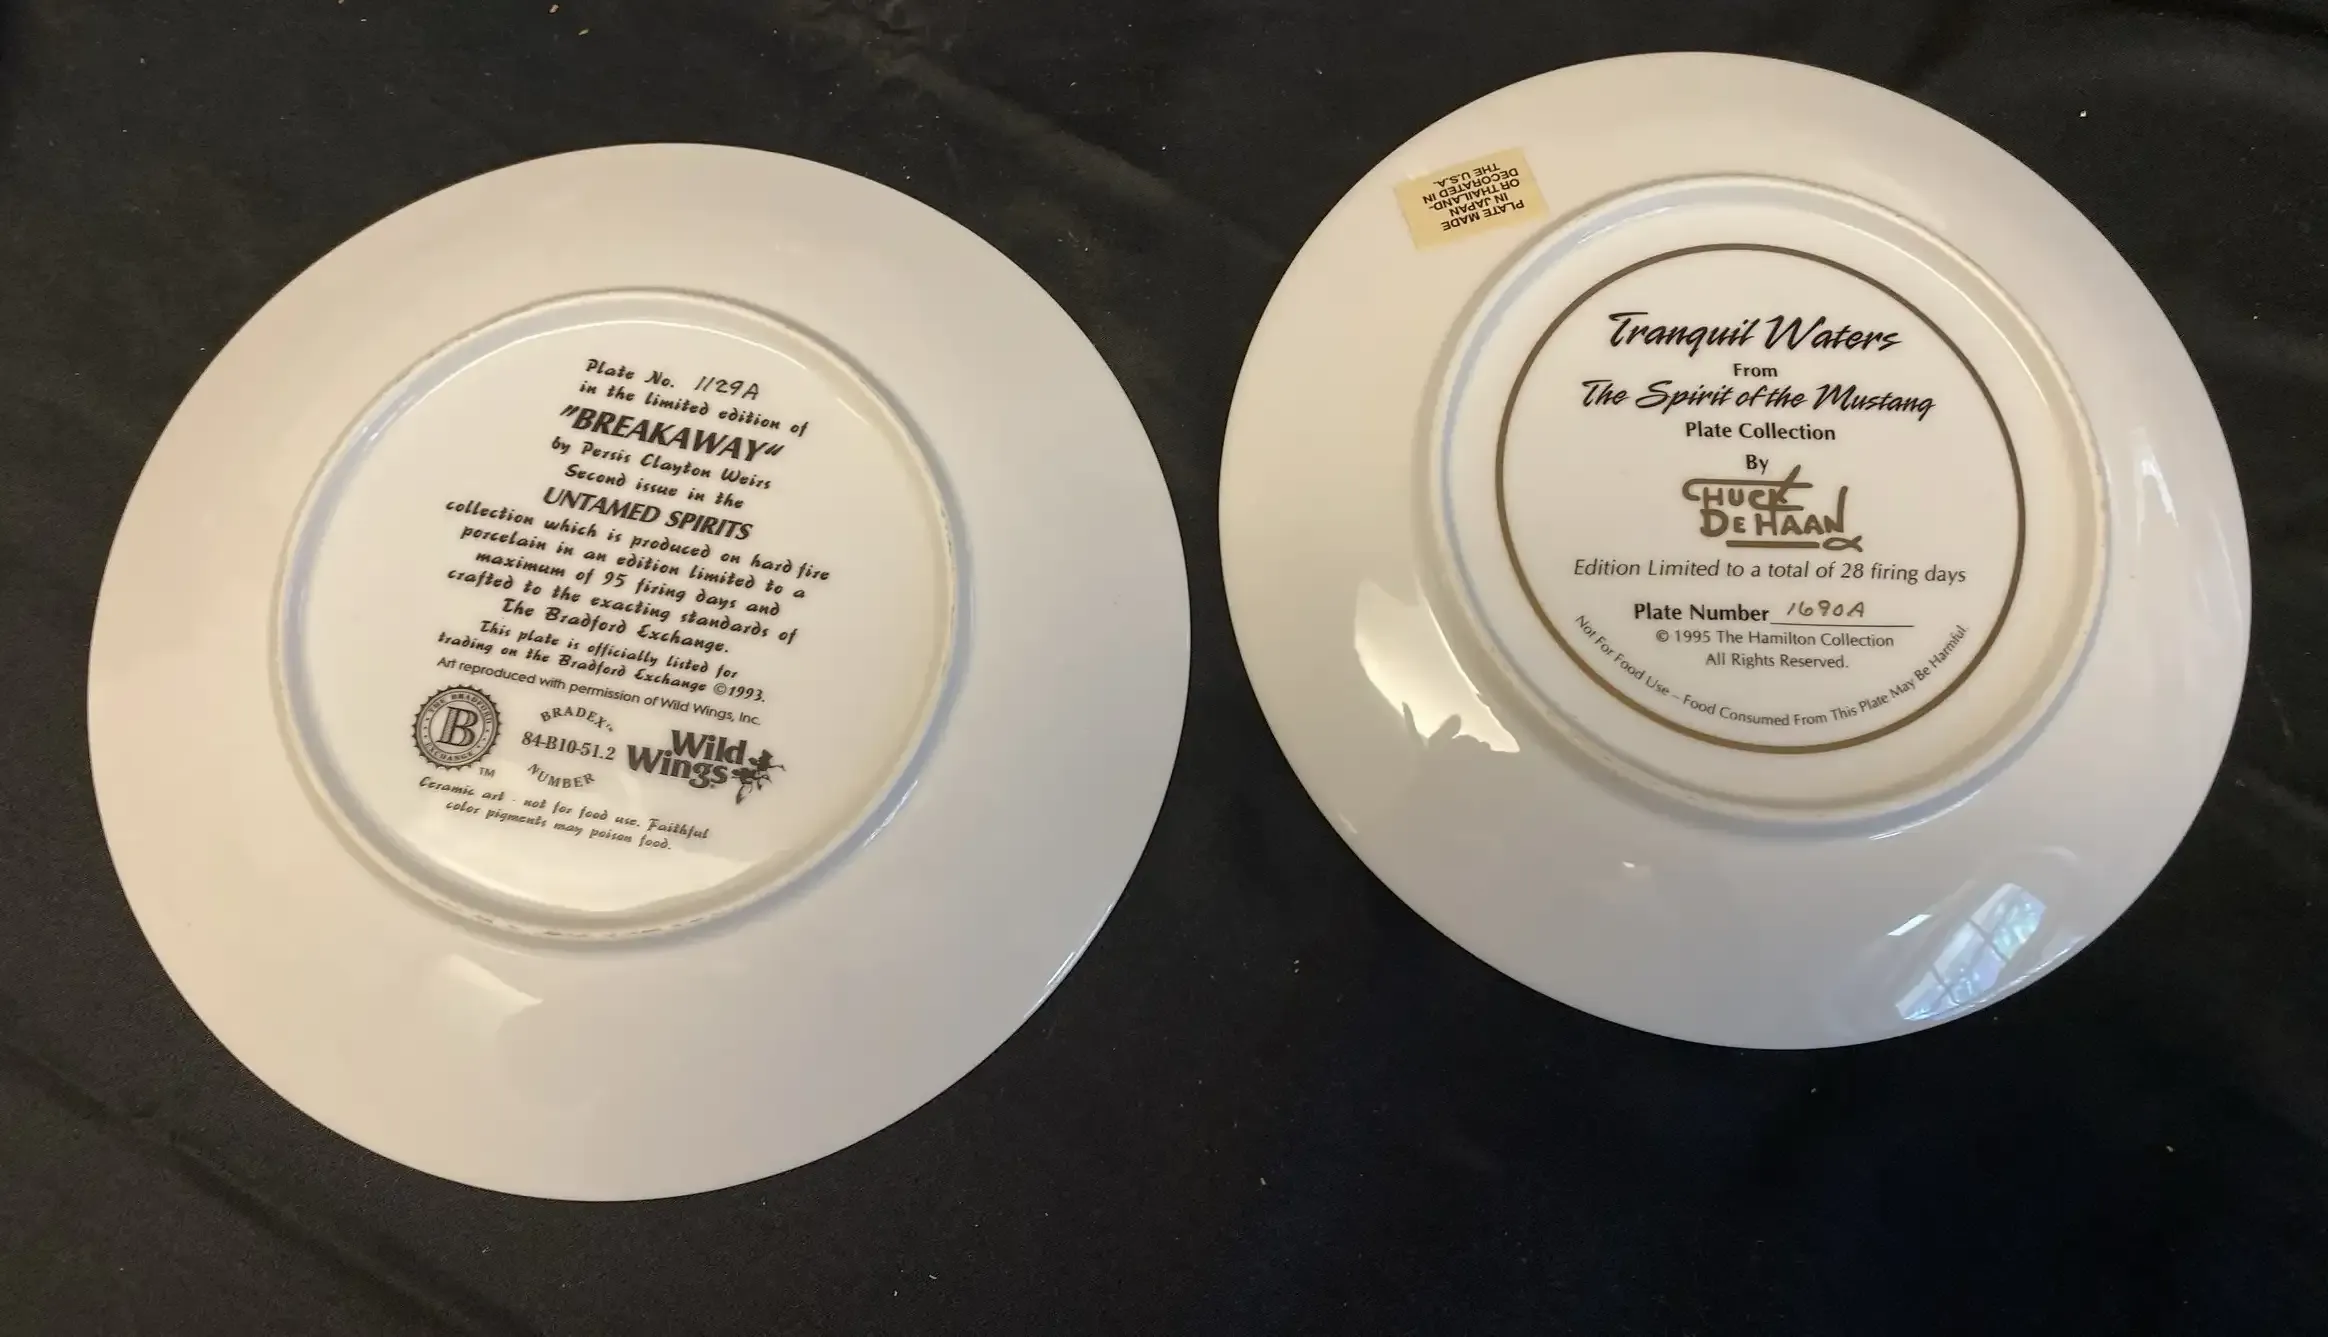 Plate No. 1129A
in the limited edition of
"BREAKAWAY"
by Persis Clayton Weirs
Second issue in the
UNTAMED SPIRITS
collection which is produced on hard fire
porcelain in an edition limited to a
maximum of 95 firing days and
crafted to the exacting standards of
The Bradford Exchange.
This plate is officially listed for
trading on the Bradford Exchange ©1993.
Art reproduced with permission of Wild Wings, Inc.
THE BRADFORD EXCHANGE
B
TM
BRADEX™
84-B10-51.2
NUMBER
Wild
Wings®
Ceramic art - not for food use. Faithful
color pigments may poison food.
PLATE MADE
IN JAPAN
OR THAILAND-
DECORATED IN
THE U.S.A.
Tranquil Waters
From
The Spirit of the Mustang
Plate Collection
By
CHUCK
DEHAAN
Edition Limited to a total of 28 firing days
Plate Number 1690A
© 1995 The Hamilton Collection
All Rights Reserved.
Not For Food Use – Food Consumed From This Plate May Be Harmful.